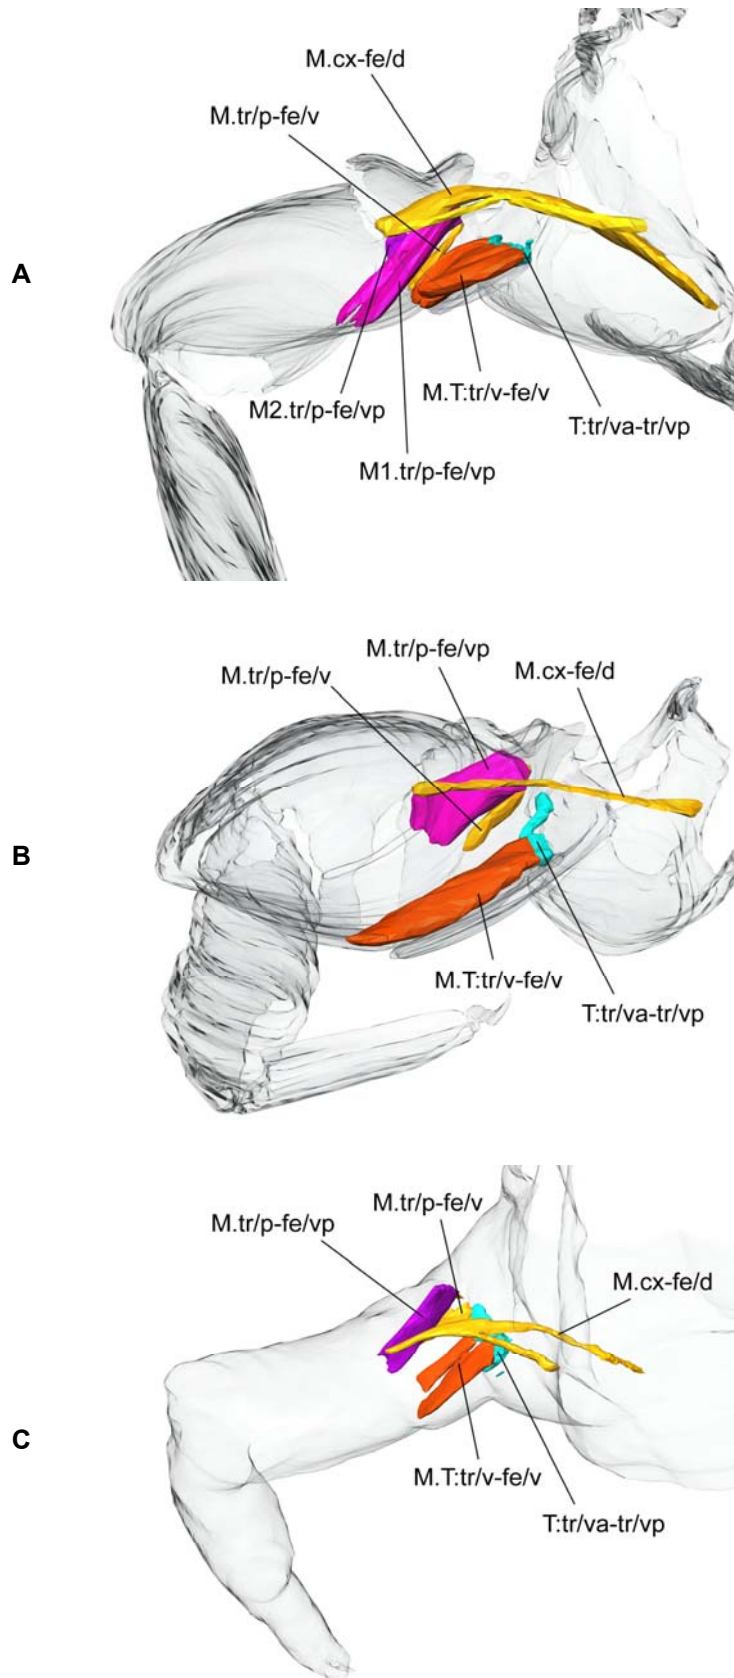 M.cx-fe/d
M.tr/p-fe/v
A
M2.tr/p-fe/vp
M.T:tr/v-fe/v
T:tr/va-tr/vp
M1.tr/p-fe/vp
M.tr/p-fe/vp
M.tr/p-fe/v
M.cx-fe/d
B
M.T:tr/v-fe/v
T:tr/va-tr/vp
M.tr/p-fe/v
M.tr/p-fe/vp
M.cx-fe/d
C
M.T:tr/v-fe/v
T:tr/va-tr/vp